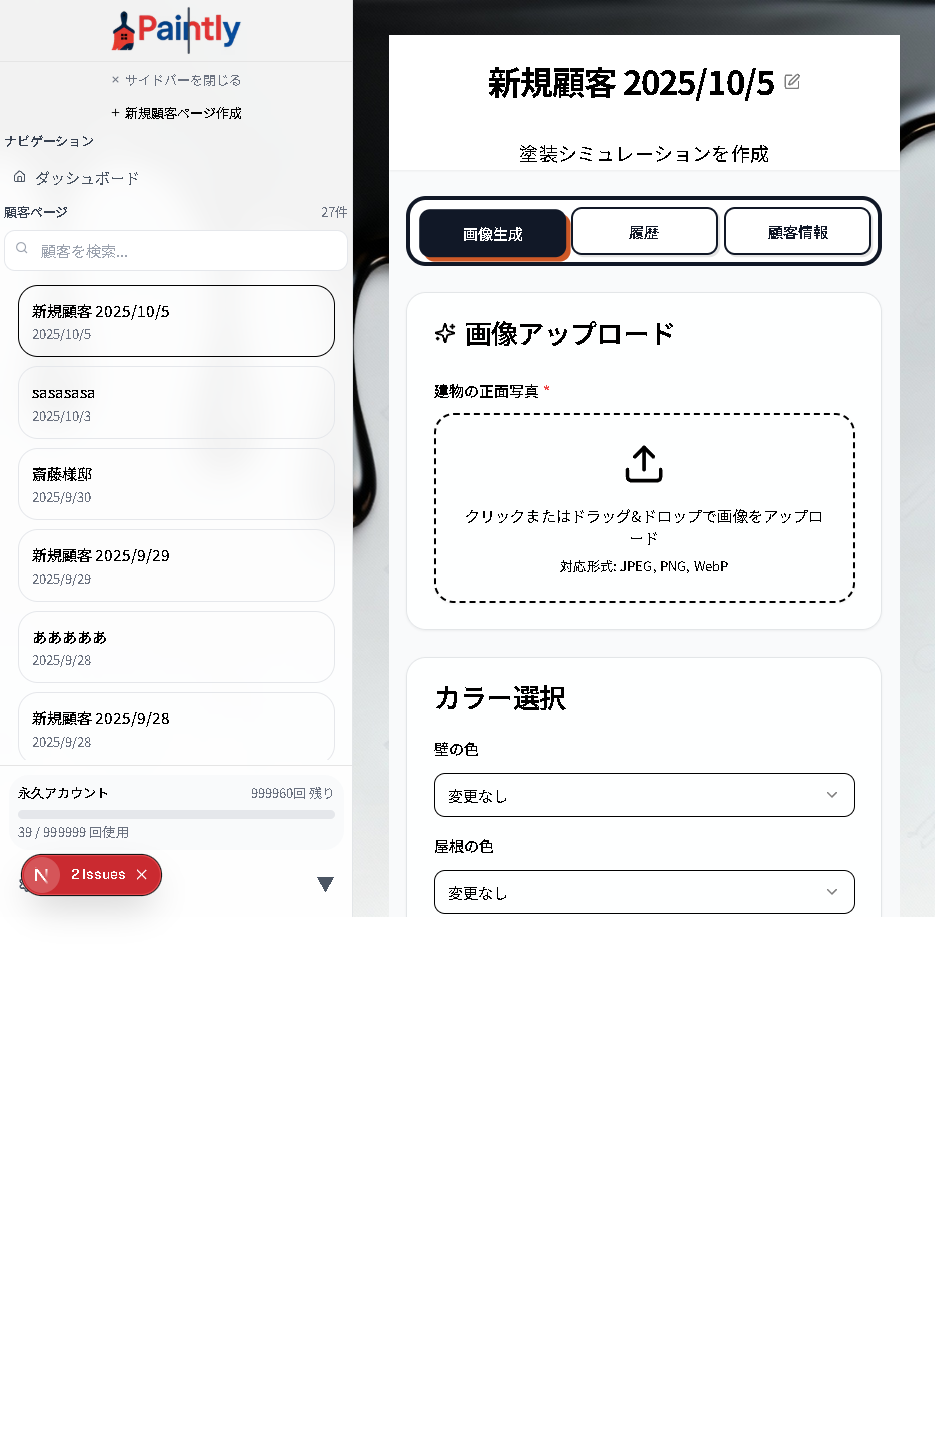 Paintly
× サイドバーを閉じる
+ 新規顧客ページ作成
ナビゲーション
ダッシュボード
顧客ページ 27件
顧客を検索...
新規顧客 2025/10/5
2025/10/5
sasasasa
2025/10/3
斎藤様邸
2025/9/30
新規顧客 2025/9/29
2025/9/29
あああああ
2025/9/28
新規顧客 2025/9/28
2025/9/28
永久アカウント 999960回 残り
39 / 999999 回使用
N 2 Issues ×
新規顧客 2025/10/5
塗装シミュレーションを作成
画像生成 履歴 顧客情報
画像アップロード
建物の正面写真 *
クリックまたはドラッグ&ドロップで画像をアップロ
ード
対応形式: JPEG, PNG, WebP
カラー選択
壁の色
変更なし
屋根の色
変更なし